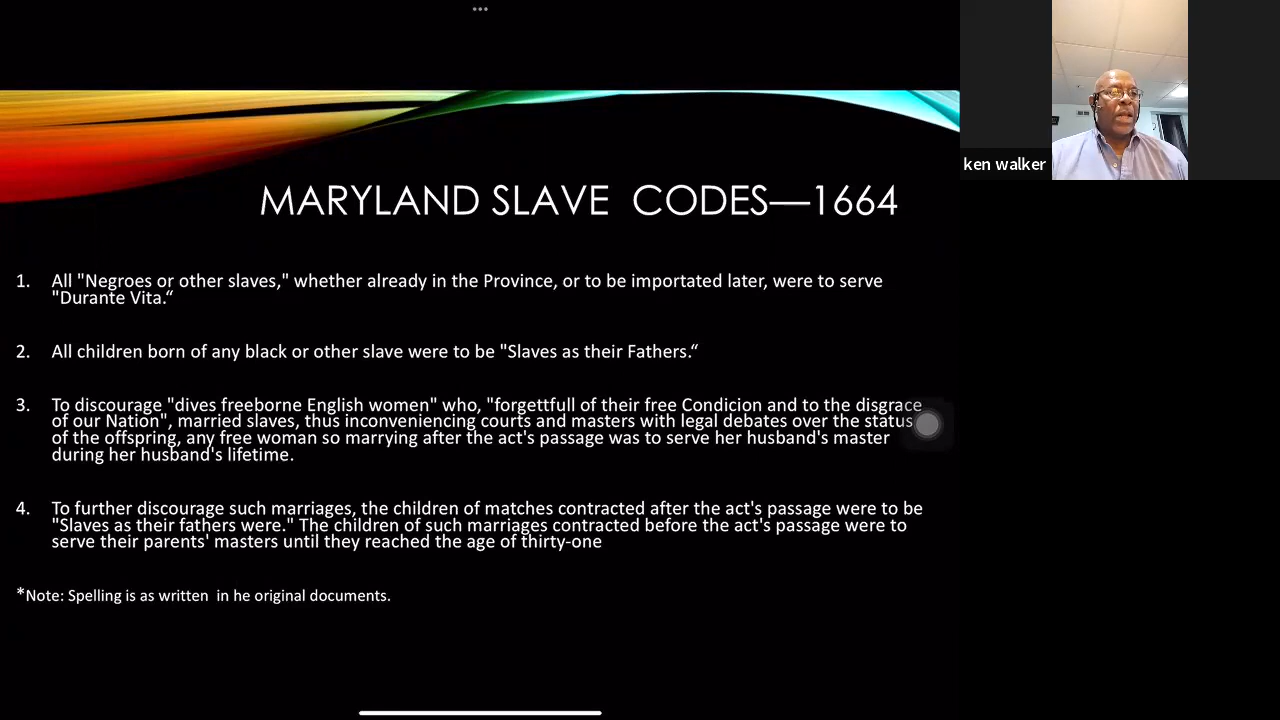 MARYLAND SLAVE  CODES—1664
1. All "Negroes or other slaves," whether already in the Province, or to be importated later, were to serve
"Durante Vita.“
2. All children born of any black or other slave were to be "Slaves as their Fathers.“
3. To discourage "dives freeborne English women" who, "forgettfull of their free Condicion and to the disgrace
of our Nation", married slaves, thus inconveniencing courts and masters with legal debates over the status
of the offspring, any free woman so marrying after the act's passage was to serve her husband's master
during her husband's lifetime.
4. To further discourage such marriages, the children of matches contracted after the act's passage were to be
"Slaves as their fathers were." The children of such marriages contracted before the act's passage were to
serve their parents' masters until they reached the age of thirty-one
*Note: Spelling is as written  in he original documents.
ken walker